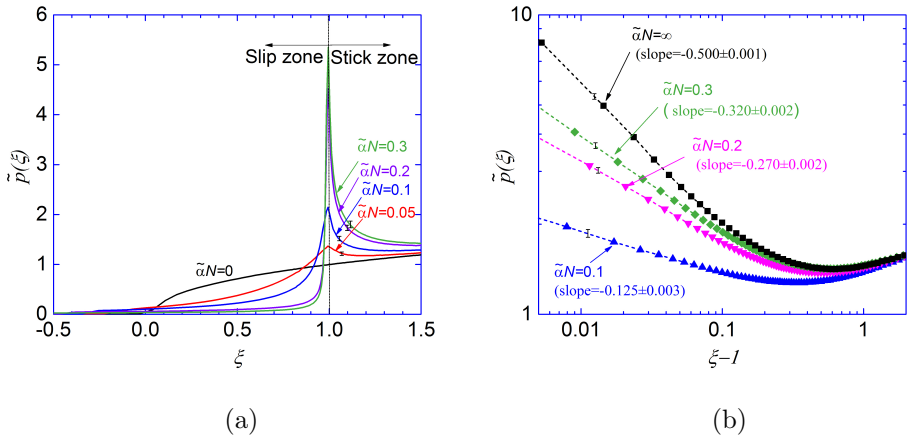 6
5
4
3
2
1
0
p̃(ξ)
Slip zone
Stick zone
α̃N=0.3
α̃N=0.2
α̃N=0.1
α̃N=0.05
α̃N=0
-0.5
0.0
0.5
1.0
1.5
ξ
(a)
10
1
p̃(ξ)
α̃N=∞
(slope=-0.500±0.001)
α̃N=0.3
(slope=-0.320±0.002)
α̃N=0.2
(slope=-0.270±0.002)
α̃N=0.1
(slope=-0.125±0.003)
0.01
0.1
1
ξ−1
(b)